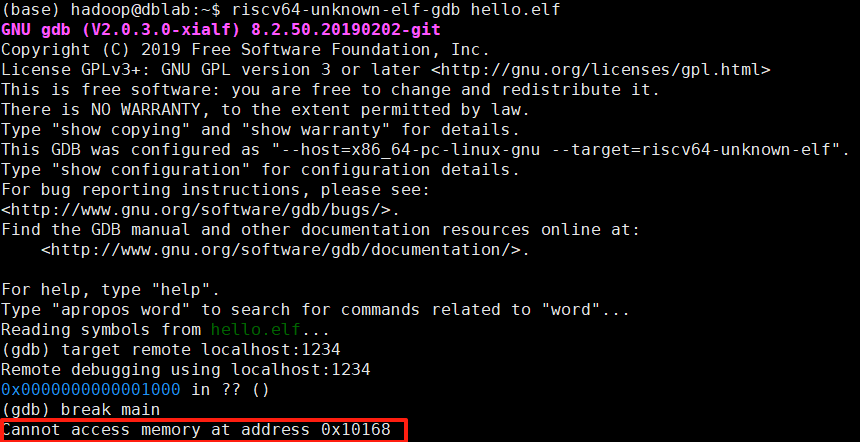 (base) hadoop@dblab:~$ riscv64-unknown-elf-gdb hello.elf
GNU gdb (V2.0.3.0-xialf) 8.2.50.20190202-git
Copyright (C) 2019 Free Software Foundation, Inc.
License GPLv3+: GNU GPL version 3 or later <http://gnu.org/licenses/gpl.html>
This is free software: you are free to change and redistribute it.
There is NO WARRANTY, to the extent permitted by law.
Type "show copying" and "show warranty" for details.
This GDB was configured as "--host=x86_64-pc-linux-gnu --target=riscv64-unknown-elf".
Type "show configuration" for configuration details.
For bug reporting instructions, please see:
<http://www.gnu.org/software/gdb/bugs/>.
Find the GDB manual and other documentation resources online at:
    <http://www.gnu.org/software/gdb/documentation/>.

For help, type "help".
Type "apropos word" to search for commands related to "word"...
Reading symbols from hello.elf...
(gdb) target remote localhost:1234
Remote debugging using localhost:1234
0x0000000000001000 in ?? ()
(gdb) break main
Cannot access memory at address 0x10168